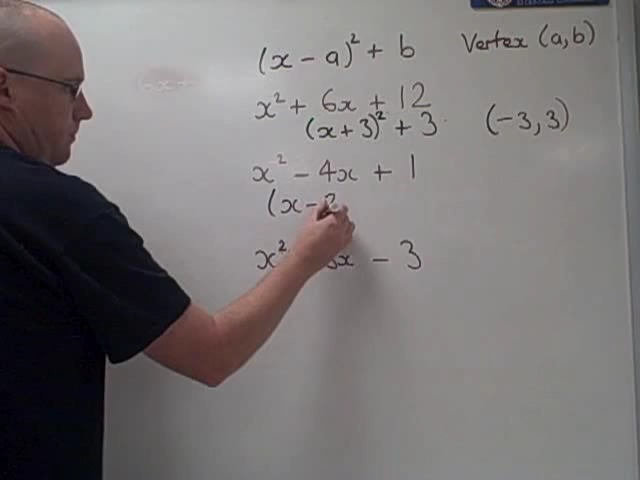 (x - a)² + b Vertex (a,b)
x² + 6x + 12
(x + 3)² + 3 (-3, 3)
x² - 4x + 1
(x - 2
x² x - 3